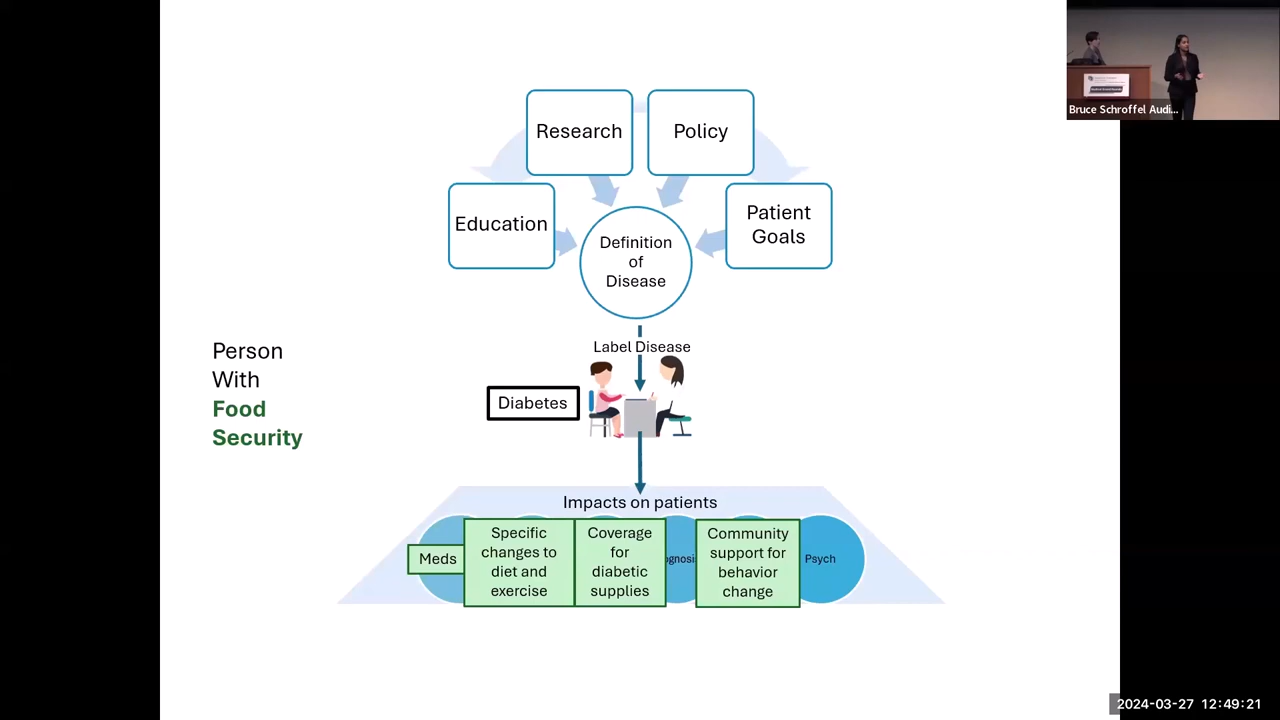 Research
Policy
Education
Patient
Goals
Definition
of
Disease
Label Disease
Person
With
Food
Security
Diabetes
Impacts on patients
Meds
Specific
changes to
diet and
exercise
Coverage
for
diabetic
supplies
ognosi
Community
support for
behavior
change
Psych
Bruce Schroffel Audi...
2024-03-27 12:49:21